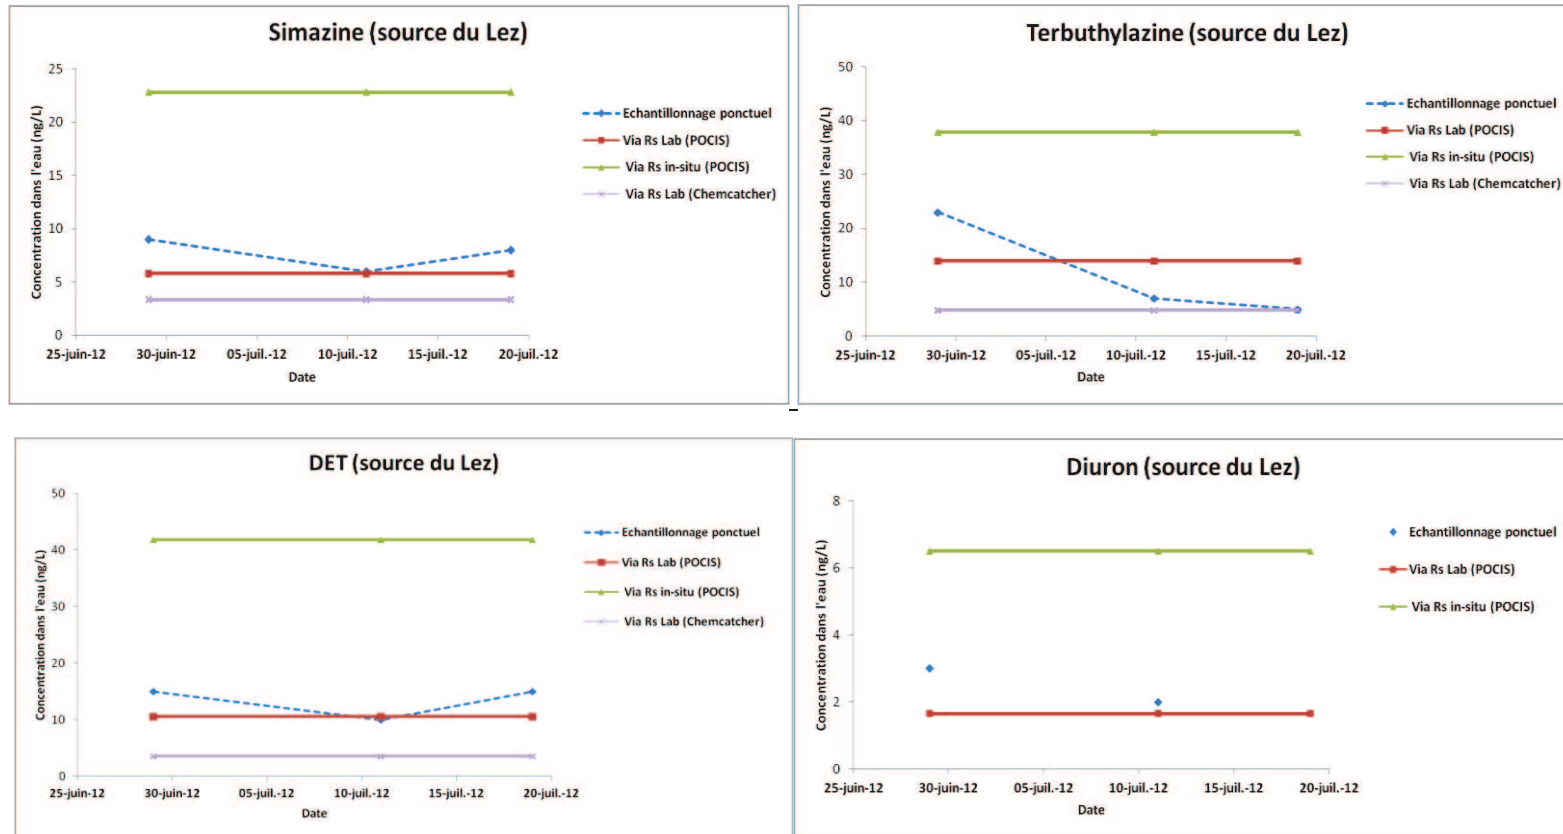 Simazine (source du Lez)
Concentration dans l'eau (ng/L)
25
20
15
10
5
0
25-juin-12 30-juin-12 05-juil.-12 10-juil.-12 15-juil.-12 20-juil.-12
Date
Echantillonnage ponctuel
Via Rs Lab (POCIS)
Via Rs in-situ (POCIS)
Via Rs Lab (Chemcatcher)
Terbuthylazine (source du Lez)
Concentration dans l'eau (ng/L)
50
40
30
20
10
0
25-juin-12 30-juin-12 05-juil.-12 10-juil.-12 15-juil.-12 20-juil.-12
Date
Echantillonnage ponctuel
Via Rs Lab (POCIS)
Via Rs in-situ (POCIS)
Via Rs Lab (Chemcatcher)
DET (source du Lez)
Concentration dans l'eau (ng/L)
50
40
30
20
10
0
25-juin-12 30-juin-12 05-juil.-12 10-juil.-12 15-juil.-12 20-juil.-12
Date
Echantillonnage ponctuel
Via Rs Lab (POCIS)
Via Rs in-situ (POCIS)
Via Rs Lab (Chemcatcher)
Diuron (source du Lez)
Concentration dans l'eau (ng/L)
8
6
4
2
0
25-juin-12 30-juin-12 05-juil.-12 10-juil.-12 15-juil.-12 20-juil.-12
Date
Echantillonnage ponctuel
Via Rs Lab (POCIS)
Via Rs in-situ (POCIS)